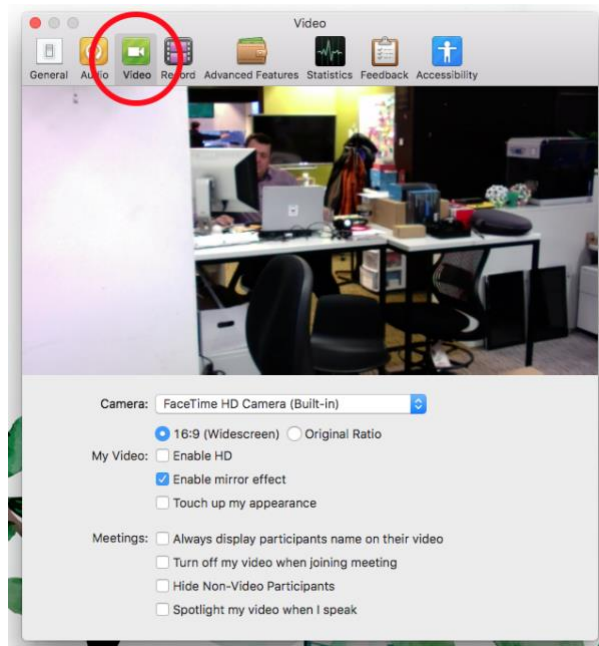 Video
General Audio Video Record Advanced Features Statistics Feedback Accessibility
Camera: FaceTime HD Camera (Built-in)
16:9 (Widescreen) Original Ratio
My Video: Enable HD
Enable mirror effect
Touch up my appearance
Meetings: Always display participants name on their video
Turn off my video when joining meeting
Hide Non-Video Participants
Spotlight my video when I speak